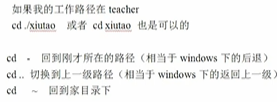 如果我的工作路径在 teacher
cd ./xiutao 或者 cd xiutao 也是可以的
cd - 回到刚才所在的路径（相当于 windows 下的后退）
cd .. 切换到上一级路径（相当于 windows 下的返回上一级）
cd ~ 回到家目录下